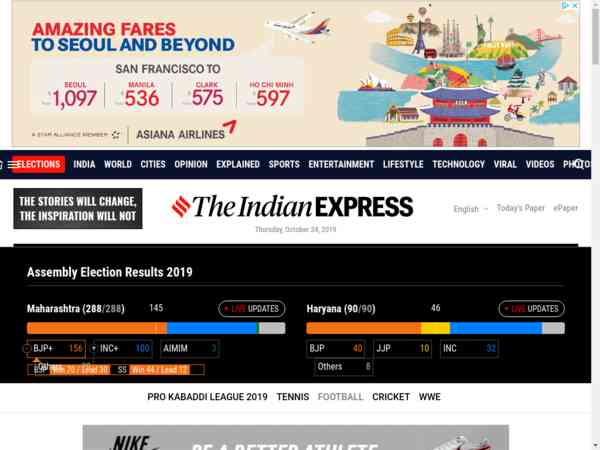 AMAZING FARES
TO SEOUL AND BEYOND
SAN FRANCISCO TO
SEOUL MANILA CLARK HO CHI MINH
$1,097 $536 $575 $597
A STAR ALLIANCE MEMBER ASIANA AIRLINES
ELECTIONS INDIA WORLD CITIES OPINION EXPLAINED SPORTS ENTERTAINMENT LIFESTYLE TECHNOLOGY VIRAL VIDEOS PHOTOS
THE STORIES WILL CHANGE,
THE INSPIRATION WILL NOT
The Indian EXPRESS
English Today's Paper ePaper
Thursday, October 24, 2019
Assembly Election Results 2019
Maharashtra (288/288) 145 LIVE UPDATES
Haryana (90/90) 46 LIVE UPDATES
BJP+ 156 INC+ 100 AIMIM 3
BJP 40 JJP 10 INC 32
Others
BJP Win 70 / Lead 30 SS Win 44 / Lead 12
Others 8
PRO KABADDI LEAGUE 2019 TENNIS FOOTBALL CRICKET WWE
NIKE BE A BETTER ATHLETE